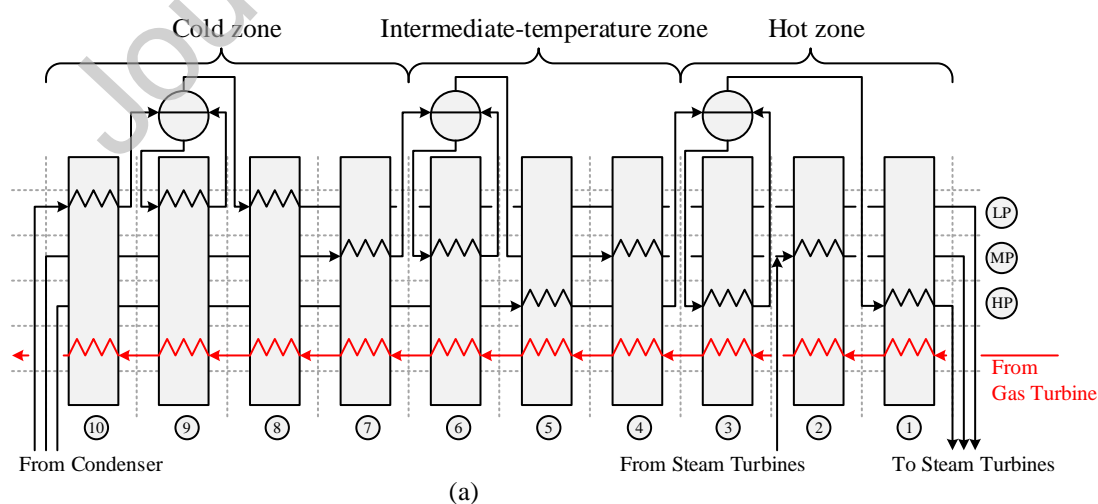 Cold zone Intermediate-temperature zone Hot zone
Jou
LP
MP
HP
From
Gas Turbine
10 9 8 7 6 5 4 3 2 1
From Condenser From Steam Turbines To Steam Turbines
(a)